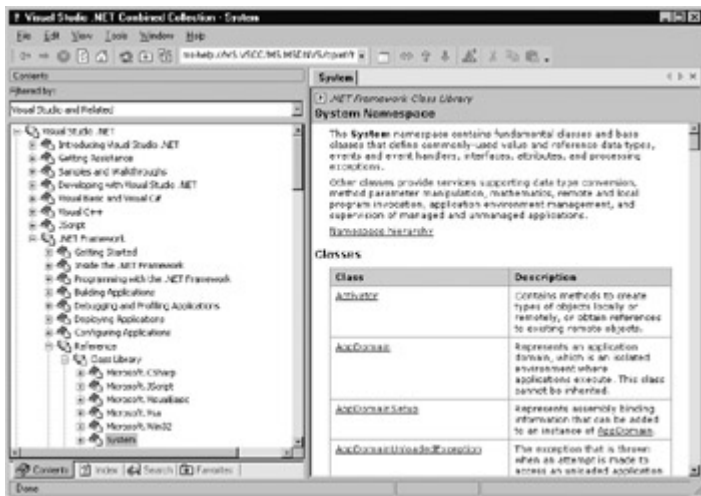 Visual Studio .NET Combined Collection - System
File Edit View Tools Window Help
Contents
Filtered by:
Visual Studio and Related
Visual Studio .NET
Introducing Visual Studio .NET
Getting Assistance
Samples and Walkthroughs
Developing with Visual Studio .NET
Visual Basic and Visual C#
Visual C++
JScript
.NET Framework
Getting Started
Inside the .NET Framework
Programming with the .NET Framework
Building Applications
Debugging and Profiling Applications
Deploying Applications
Configuring Applications
Reference
Class Library
Microsoft.CSharp
Microsoft.JScript
Microsoft.VisualBasic
Microsoft.Vsa
Microsoft.Win32
System
Contents Index Search Favorites
Done
System
.NET Framework Class Library
System Namespace
The System namespace contains fundamental classes and base
classes that define commonly-used value and reference data types,
events and event handlers, interfaces, attributes, and processing
exceptions.
Other classes provide services supporting data type conversion,
method parameter manipulation, mathematics, remote and local
program invocation, application environment management, and
supervision of managed and unmanaged applications.
Namespace hierarchy
Classes
Class Description
Activator Contains methods to create
types of objects locally or
remotely, or obtain references
to existing remote objects.
AppDomain Represents an application
domain, which is an isolated
environment where
applications execute. This class
cannot be inherited.
AppDomainSetup Represents assembly binding
information that can be added
to an instance of AppDomain.
AppDomainUnloadedException The exception that is thrown
when an attempt is made to
access an unloaded application